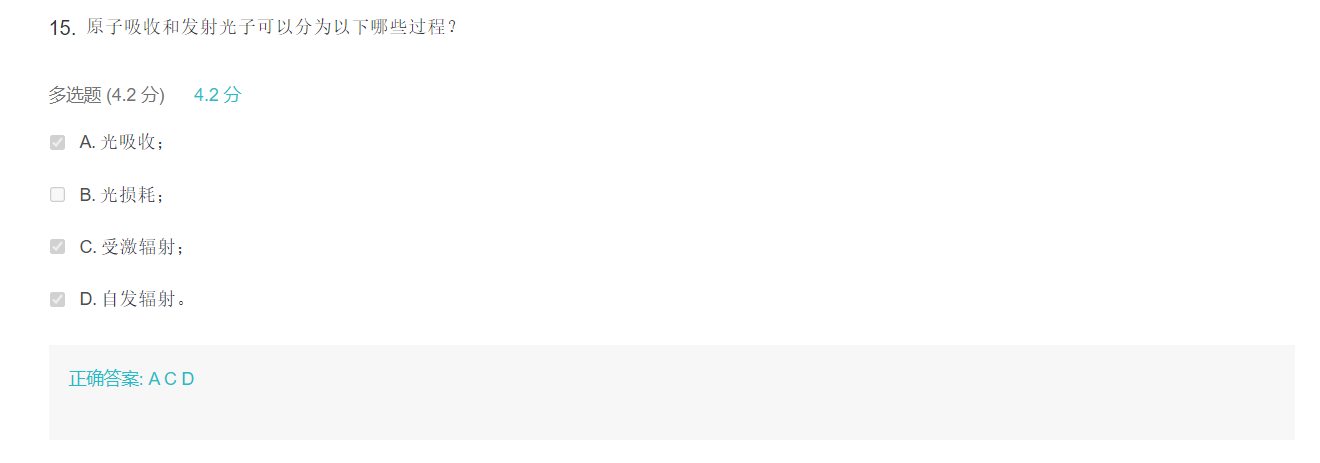 15. 原子吸收和发射光子可以分为以下哪些过程？
多选题 (4.2 分) 4.2 分
A. 光吸收；
B. 光损耗；
C. 受激辐射；
D. 自发辐射。
正确答案: A C D